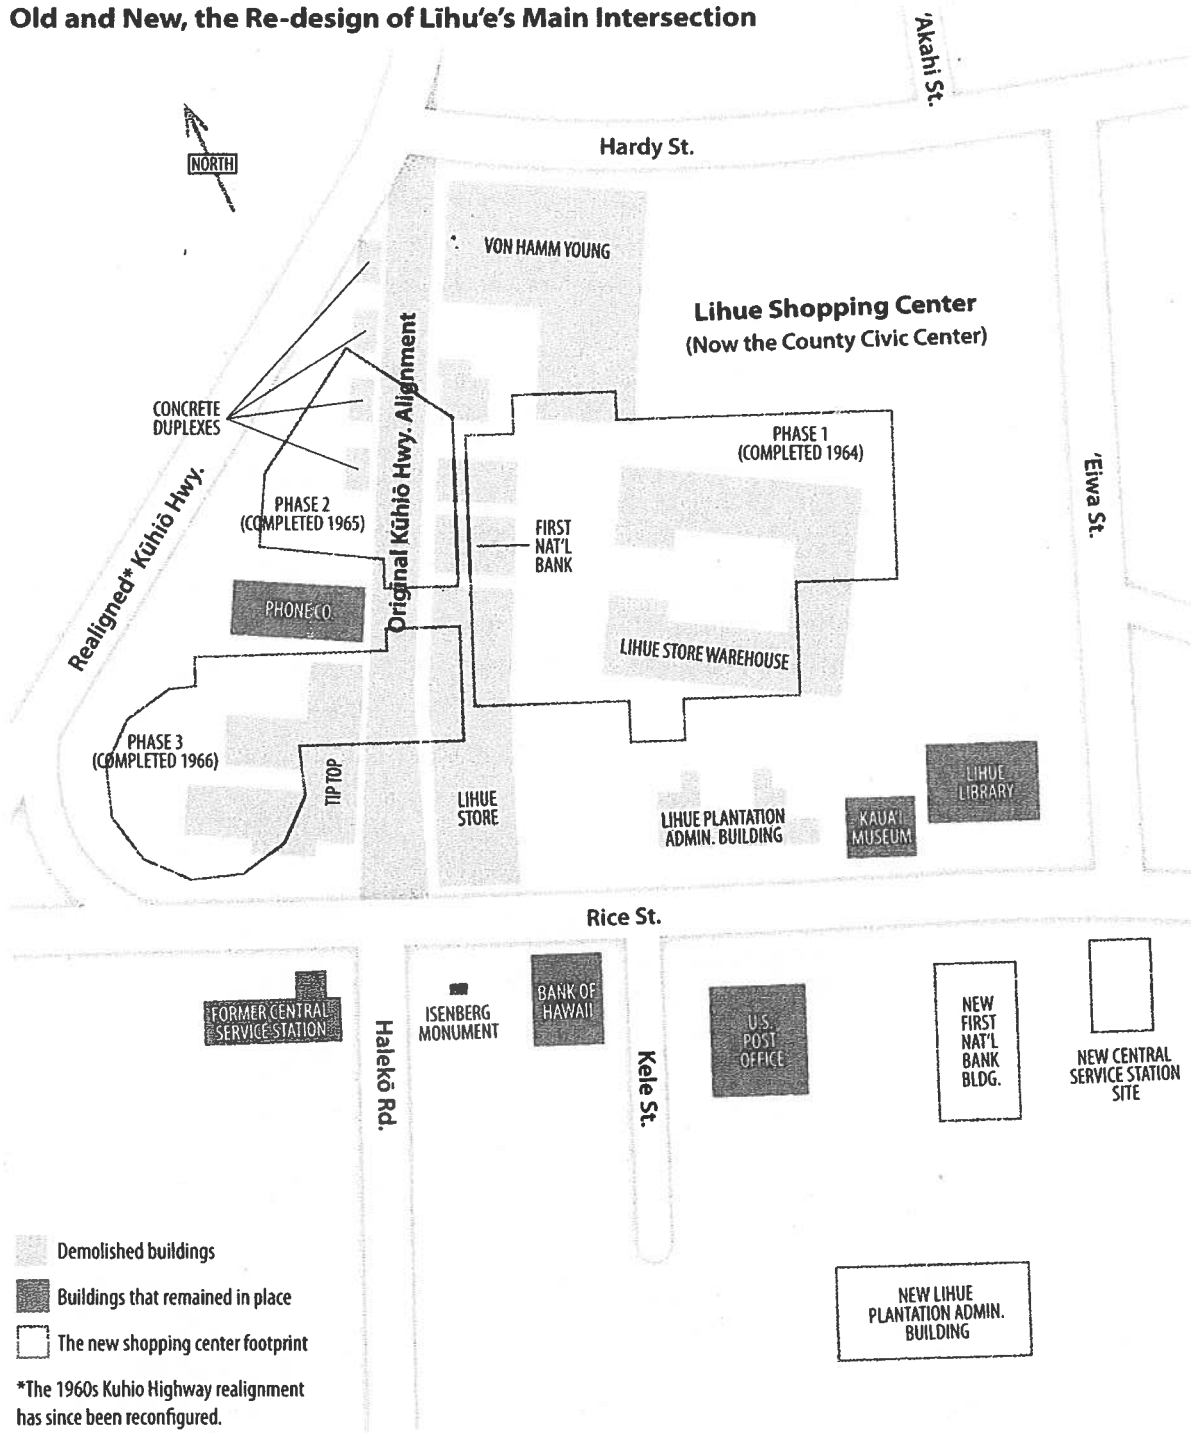 Old and New, the Re-design of Līhu‘e’s Main Intersection
‘Akahi St.
NORTH
Hardy St.
VON HAMM YOUNG
Lihue Shopping Center
(Now the County Civic Center)
CONCRETE
DUPLEXES
Original Kūhiō Hwy. Alignment
PHASE 1
(COMPLETED 1964)
‘Eiwa St.
Realigned* Kūhiō Hwy.
PHASE 2
(COMPLETED 1965)
FIRST
NAT’L
BANK
PHONE CO.
LIHUE STORE WAREHOUSE
PHASE 3
(COMPLETED 1966)
TIP TOP
LIHUE
STORE
LIHUE PLANTATION
ADMIN. BUILDING
KAUA‘I
MUSEUM
LIHUE
LIBRARY
Rice St.
FORMER CENTRAL
SERVICE STATION
Halekō Rd.
ISENBERG
MONUMENT
BANK OF
HAWAII
Kele St.
U.S.
POST
OFFICE
NEW
FIRST
NAT’L
BANK
BLDG.
NEW CENTRAL
SERVICE STATION
SITE
Demolished buildings
Buildings that remained in place
The new shopping center footprint
*The 1960s Kuhio Highway realignment
has since been reconfigured.
NEW LIHUE
PLANTATION ADMIN.
BUILDING